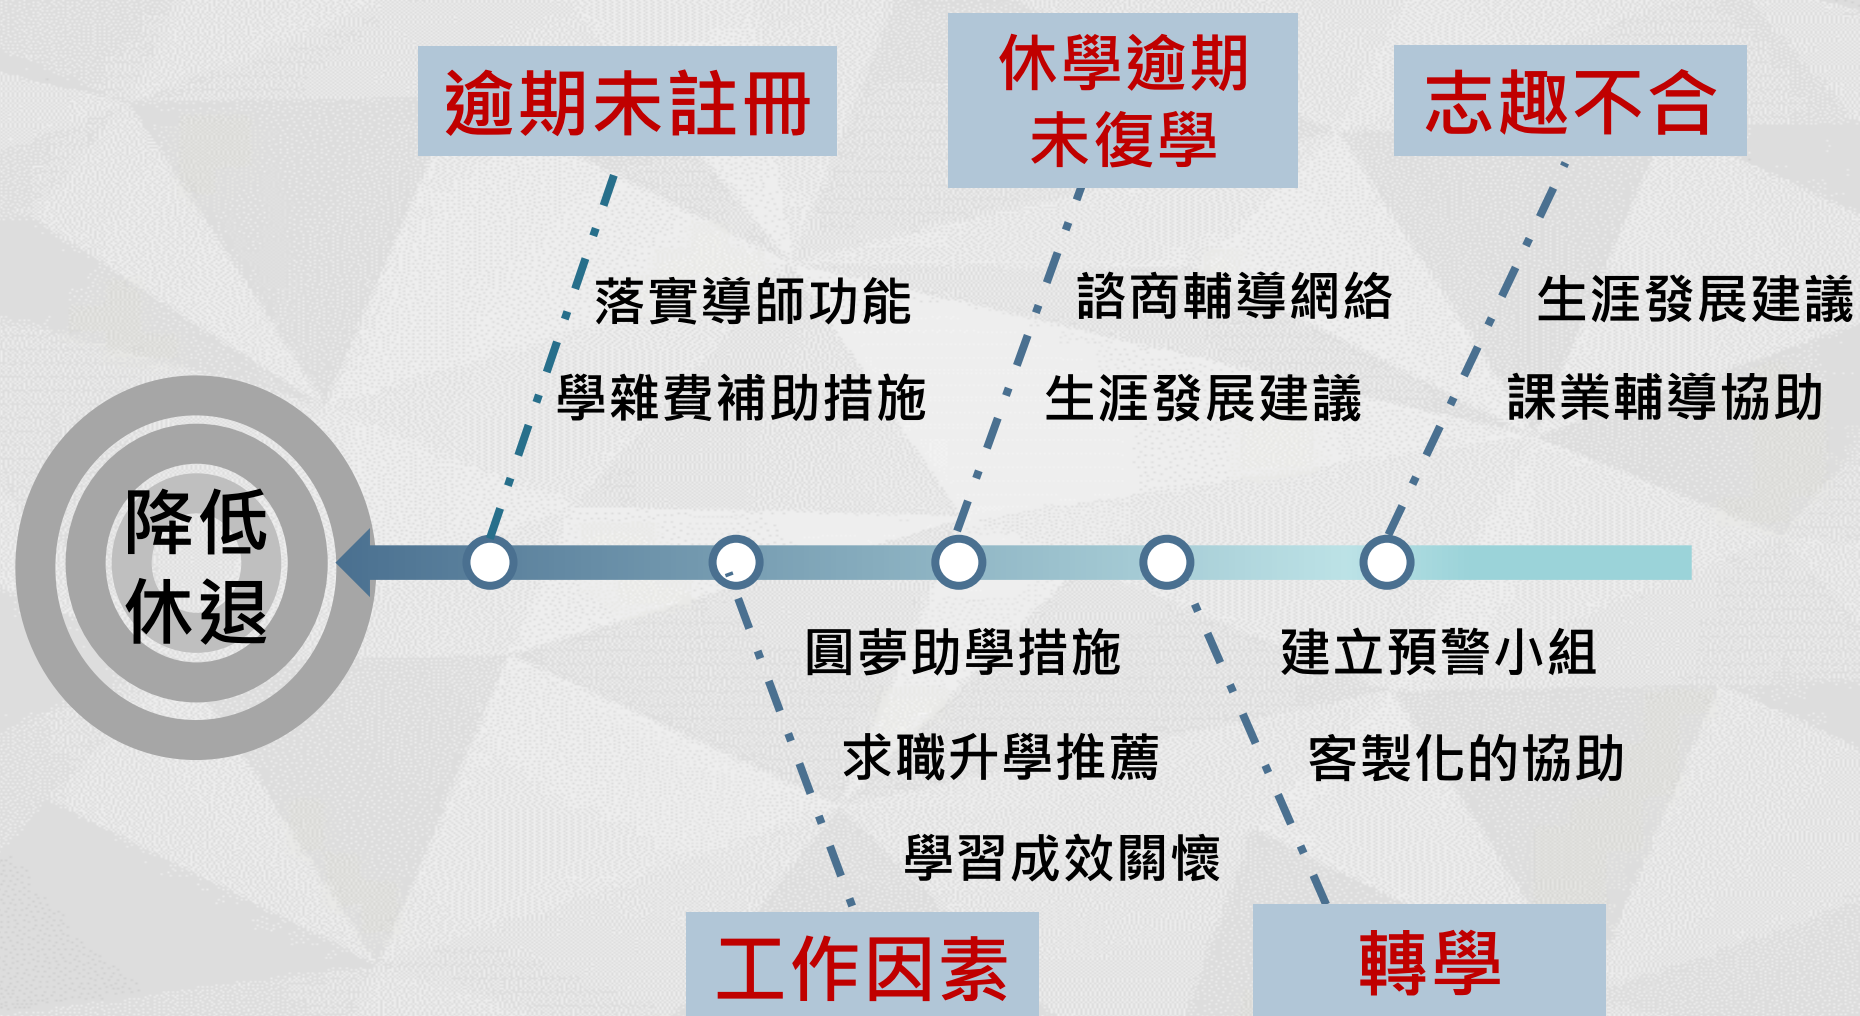 逾期未註冊
休學逾期
未復學
志趣不合
落實導師功能
學雜費補助措施
諮商輔導網絡
生涯發展建議
生涯發展建議
課業輔導協助
降低
休退
圓夢助學措施
求職升學推薦
學習成效關懷
建立預警小組
客製化的協助
工作因素
轉學